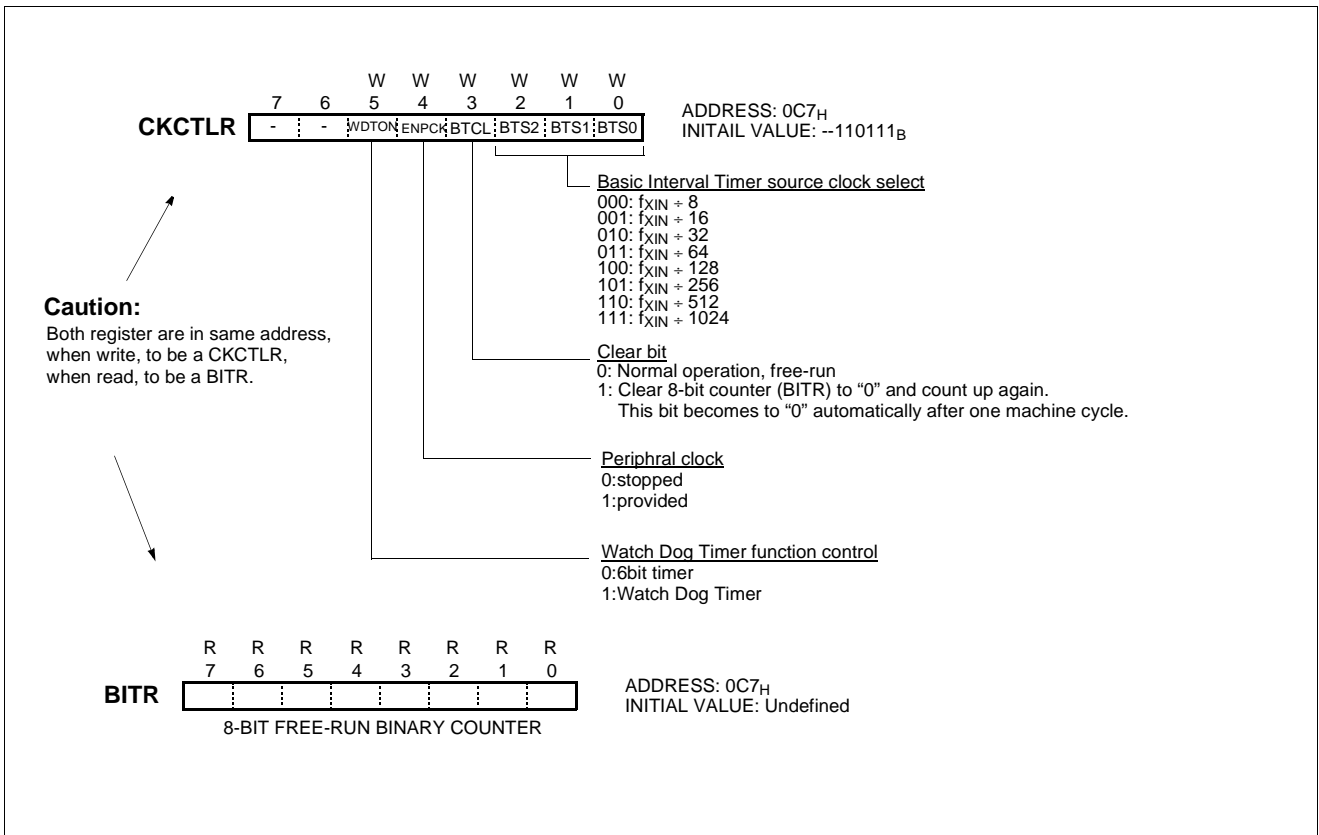 W W W W W W
7 6 5 4 3 2 1 0
CKCTLR - - WDTON ENPCK BTCL BTS2 BTS1 BTS0
ADDRESS: 0C7H
INITAIL VALUE: --110111B
Basic Interval Timer source clock select
000: fXIN ÷ 8
001: fXIN ÷ 16
010: fXIN ÷ 32
011: fXIN ÷ 64
100: fXIN ÷ 128
101: fXIN ÷ 256
110: fXIN ÷ 512
111: fXIN ÷ 1024
Caution:
Both register are in same address,
when write, to be a CKCTLR,
when read, to be a BITR.
Clear bit
0: Normal operation, free-run
1: Clear 8-bit counter (BITR) to “0” and count up again.
This bit becomes to “0” automatically after one machine cycle.
Periphral clock
0:stopped
1:provided
Watch Dog Timer function control
0:6bit timer
1:Watch Dog Timer
R R R R R R R R
7 6 5 4 3 2 1 0
BITR
ADDRESS: 0C7H
INITIAL VALUE: Undefined
8-BIT FREE-RUN BINARY COUNTER